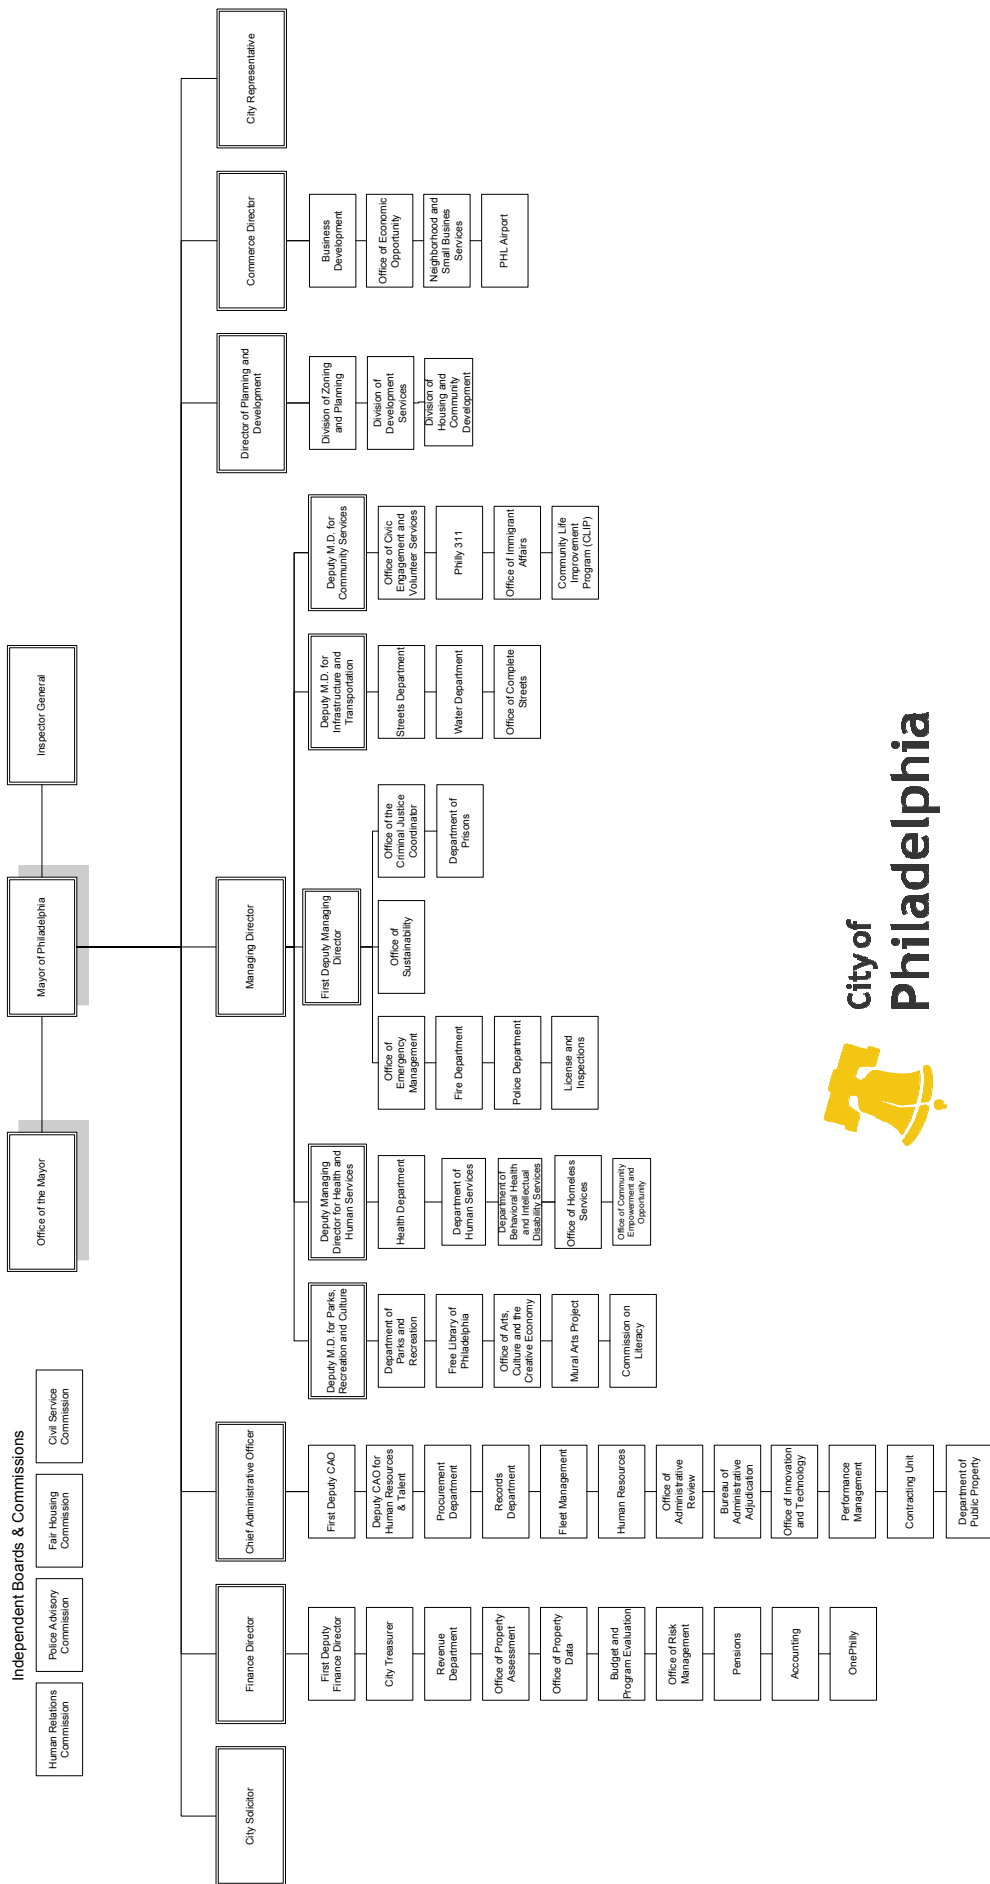 Independent Boards & Commissions
Human Relations
Commission
Police Advisory
Commission
Fair Housing
Commission
Civil Service
Commission
Office of the Mayor
Mayor of Philadelphia
Inspector General
City Solicitor
Finance Director
First Deputy
Finance Director
City Treasurer
Revenue
Department
Office of Property
Assessment
Office of Property
Data
Budget and
Program Evaluation
Office of Risk
Management
Pensions
Accounting
OnePhilly
Chief Administrative Officer
First Deputy CAO
Deputy CAO for
Human Resources
& Talent
Procurement
Department
Records
Department
Fleet Management
Human Resources
Office of
Administrative
Review
Bureau of
Administrative
Adjudication
Office of Innovation
and Technology
Performance
Management
Contracting Unit
Department of
Public Property
Managing Director
Deputy M.D. for Parks,
Recreation and Culture
Department of
Parks and
Recreation
Free Library of
Philadelphia
Office of Arts,
Culture and the
Creative Economy
Mural Arts Project
Commission on
Literacy
Deputy Managing
Director for Health and
Human Services
Health Department
Department of
Human Services
Department of
Behavioral Health
and Intellectual
Disability Services
Office of Homeless
Services
Office of Community
Empowerment and
Opportunity
First Deputy Managing
Director
Office of
Emergency
Management
Fire Department
Police Department
License and
Inspections
Office of
Sustainability
Office of the
Criminal Justice
Coordinator
Department of
Prisons
Deputy M.D. for
Infrastructure and
Transportation
Streets Department
Water Department
Office of Complete
Streets
Deputy M.D. for
Community Services
Office of Civic
Engagement and
Volunteer Services
Philly 311
Office of Immigrant
Affairs
Community Life
Improvement
Program (CLIP)
Director of Planning and
Development
Division of Zoning
and Planning
Division of
Development
Services
Division of
Housing and
Community
Development
Commerce Director
Business
Development
Office of Economic
Opportunity
Neighborhood and
Small Business
Services
PHL Airport
City Representative
City of
Philadelphia